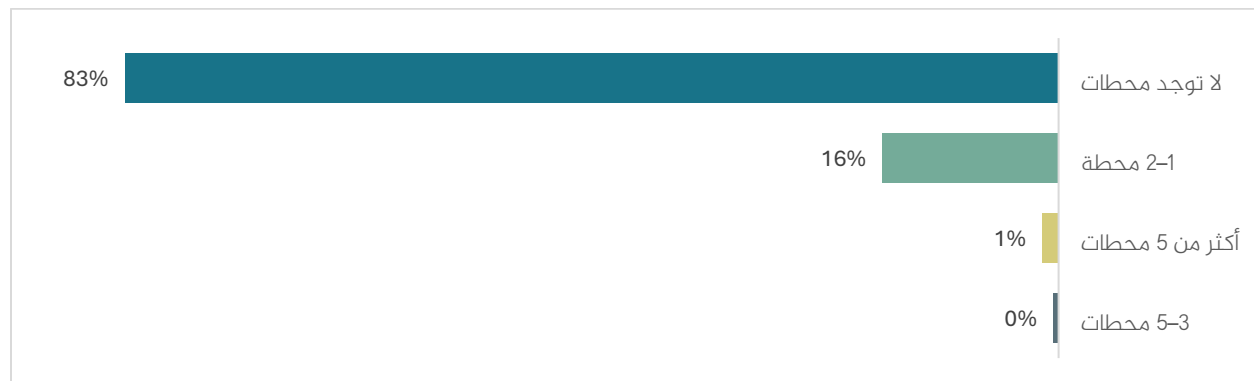 لا توجد محطات 83%
1–2 محطة 16%
أكثر من 5 محطات 1%
3–5 محطات 0%